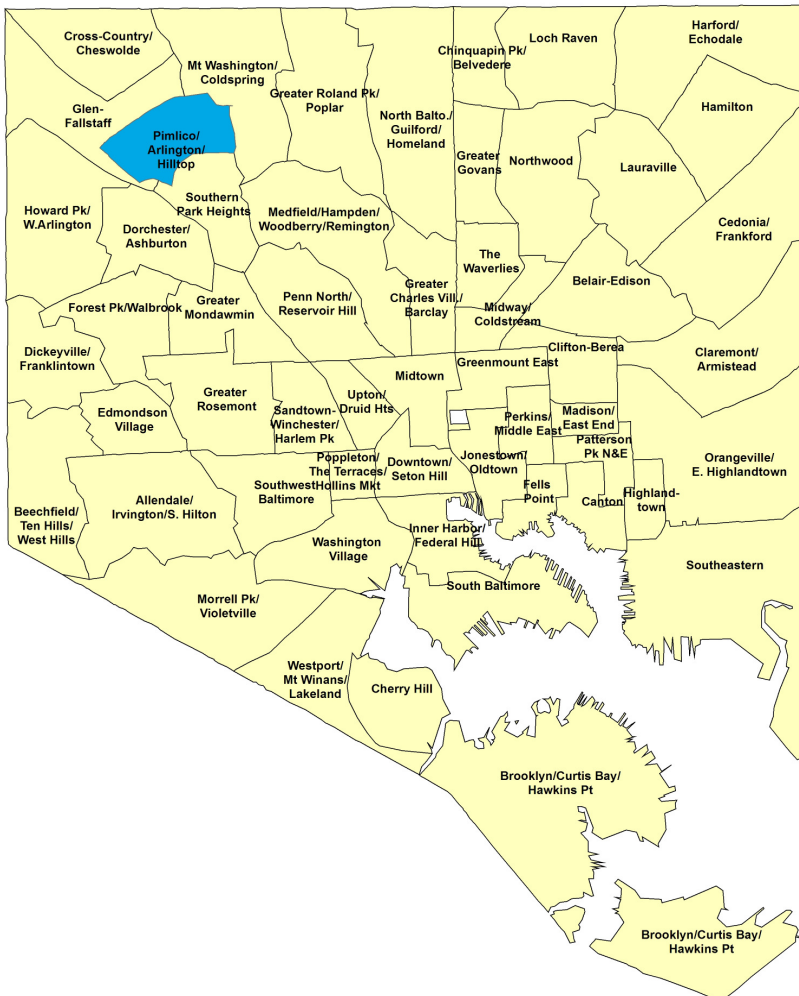 Cross-Country/
Cheswolde
Mt Washington/
Coldspring
Greater Roland Pk/
Poplar
Chinquapin Pk/
Belvedere
Loch Raven
Harford/
Echodale
Glen-
Fallstaff
Pimlico/
Arlington/
Hilltop
North Balto./
Guilford/
Homeland
Greater
Govans
Northwood
Lauraville
Hamilton
Howard Pk/
W.Arlington
Dorchester/
Ashburton
Southern
Park Heights
Medfield/Hampden/
Woodberry/Remington
The
Waverlies
Cedonia/
Frankford
Belair-Edison
Forest Pk/Walbrook
Greater
Mondawmin
Penn North/
Reservoir Hill
Greater
Charles Vill./
Barclay
Midway/
Coldstream
Dickeyville/
Franklintown
Clifton-Berea
Claremont/
Armistead
Greenmount East
Midtown
Edmondson
Village
Greater
Rosemont
Sandtown-
Winchester/
Harlem Pk
Upton/
Druid Hts
Perkins/
Middle East
Madison/
East End
Patterson
Pk N&E
Orangeville/
E. Highlandtown
Poppleton/
The Terraces/
Hollins Mkt
Downtown/
Seton Hill
Jonestown/
Oldtown
Southwest
Baltimore
Fells
Point
Canton
Highland-
town
Beechfield/
Ten Hills/
West Hills
Allendale/
Irvington/S. Hilton
Washington
Village
Inner Harbor/
Federal Hill
Southeastern
South Baltimore
Morrell Pk/
Violetville
Westport/
Mt Winans/
Lakeland
Cherry Hill
Brooklyn/Curtis Bay/
Hawkins Pt
Brooklyn/Curtis Bay/
Hawkins Pt